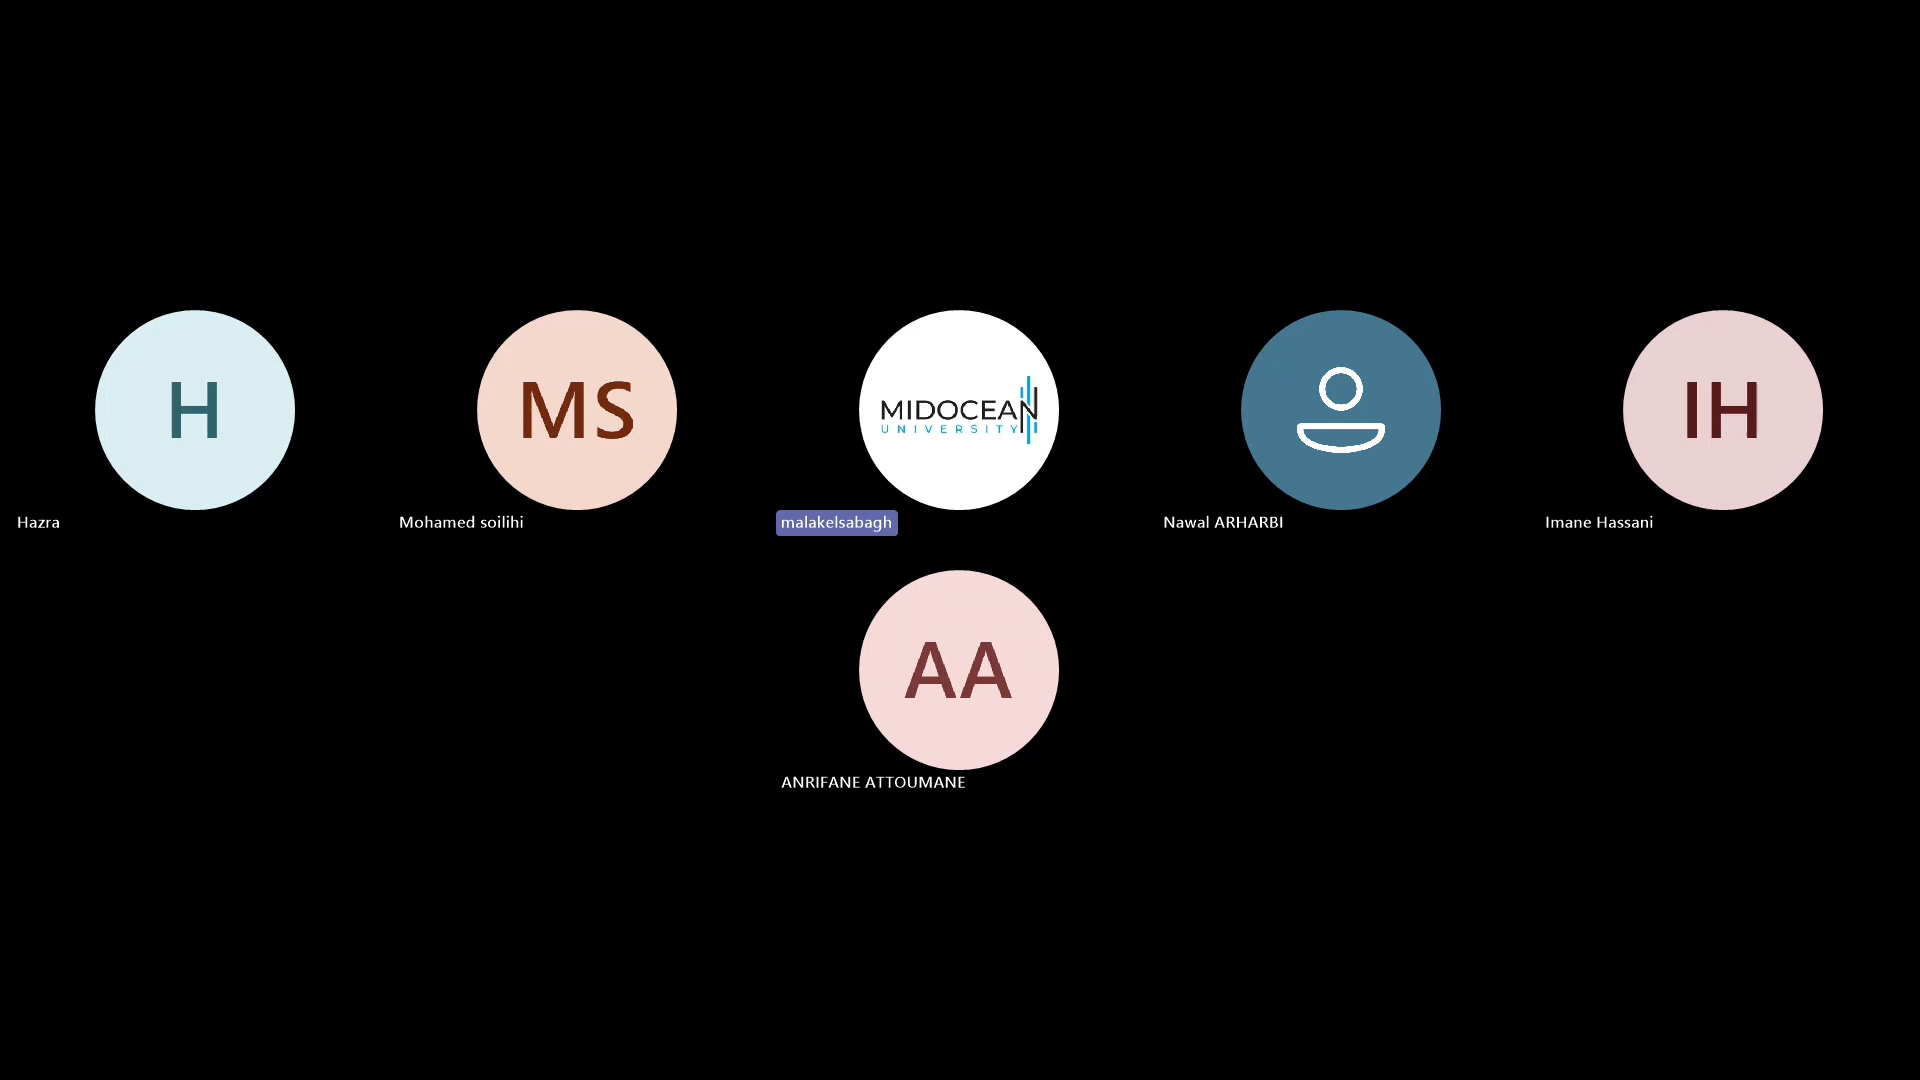 H
MS
MIDOCEAN
UNIVERSITY
IH
Hazra
Mohamed soilihi
malakelsabagh
Nawal ARHARBI
Imane Hassani
AA
ANRIFANE ATTOUMANE